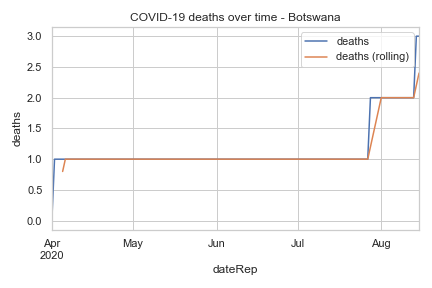 COVID-19 deaths over time - Botswana
deaths
deaths (rolling)
3.0
2.5
2.0
1.5
1.0
0.5
0.0
deaths
Apr
2020
May
Jun
Jul
Aug
dateRep